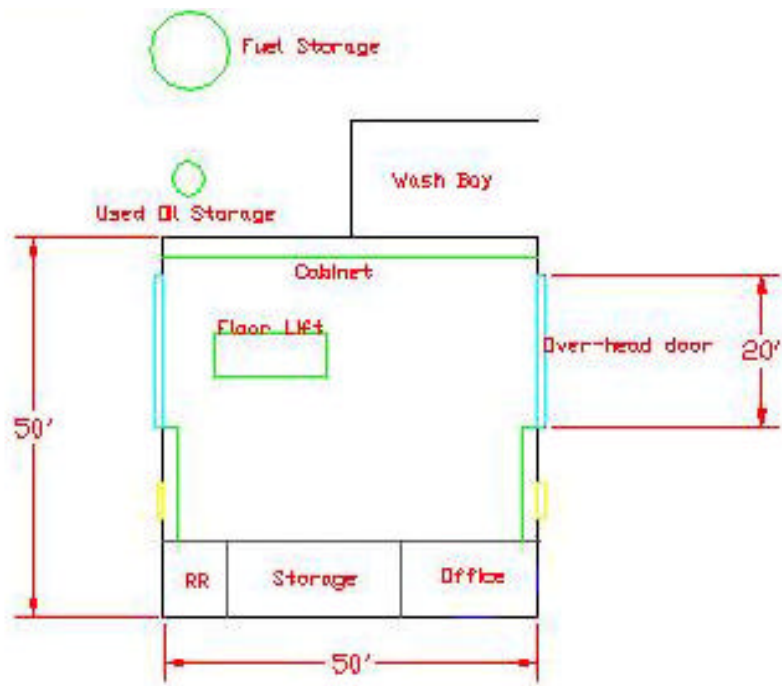 Fuel Storage
Wash Bay
Used Oil Storage
Cabinet
Floor Lift
Over-head door
20'
50'
RR
Storage
Office
50'